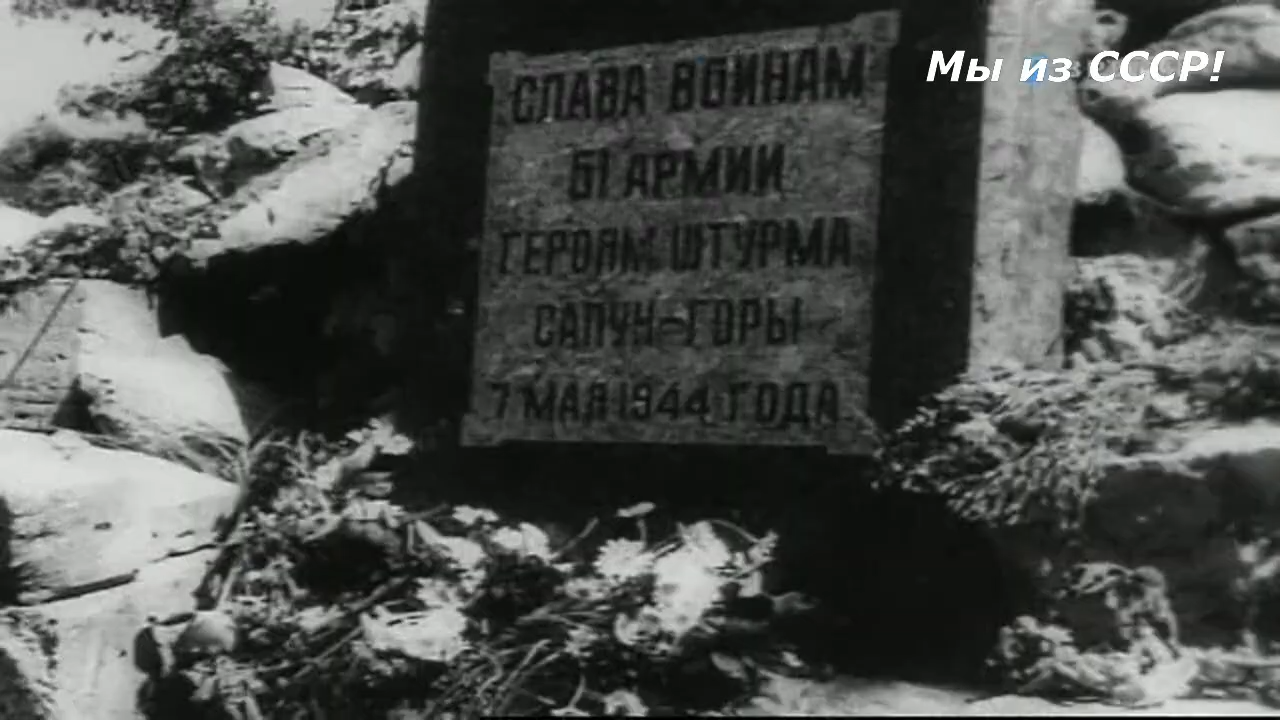 Мы из СССР!
СЛАВА ВОИНАМ
51 АРМИИ
ГЕРОЯМ ШТУРМА
САПУН-ГОРЫ
7 МАЯ 1944 ГОДА